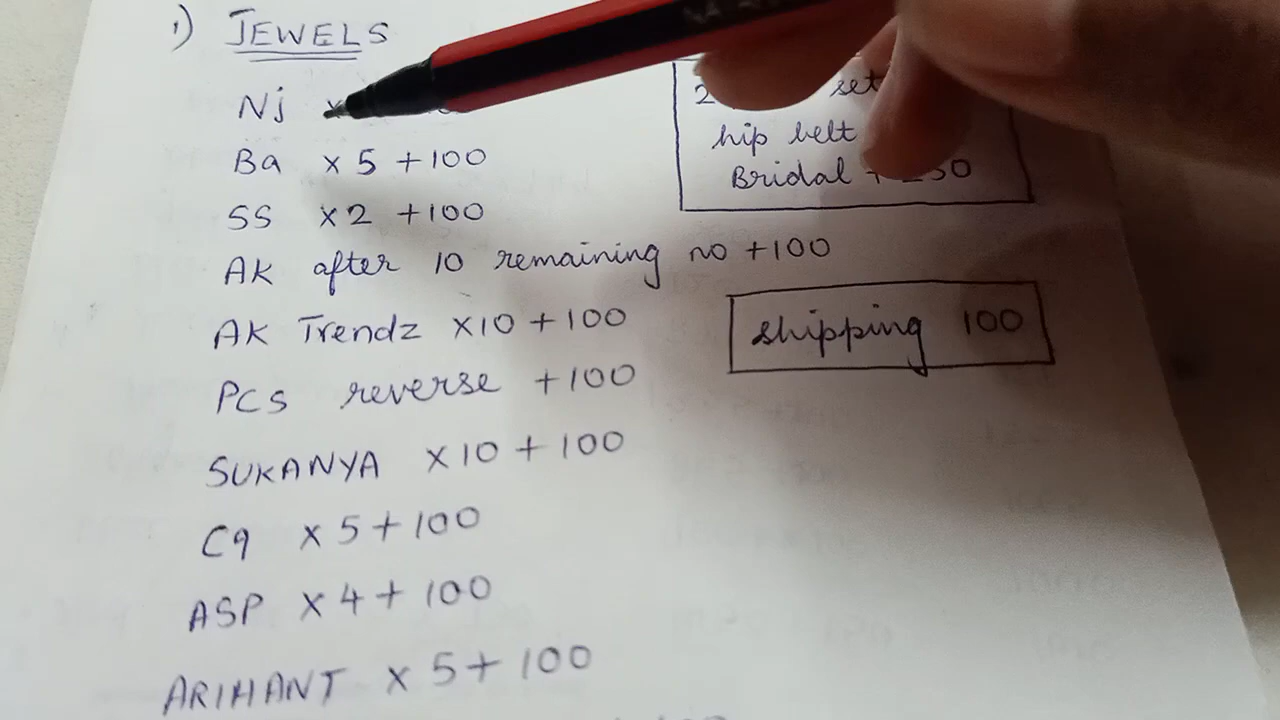 1) JEWELS
Nj x
Ba x 5 + 100
SS x 2 + 100
AK after 10 remaining no + 100
AK Trendz x10 + 100
PCS reverse + 100
SUKANYA x 10 + 100
C9 x 5 + 100
ASP x 4 + 100
ARIHANT x 5 + 100
2 set
hip belt
Bridal +
shipping 100